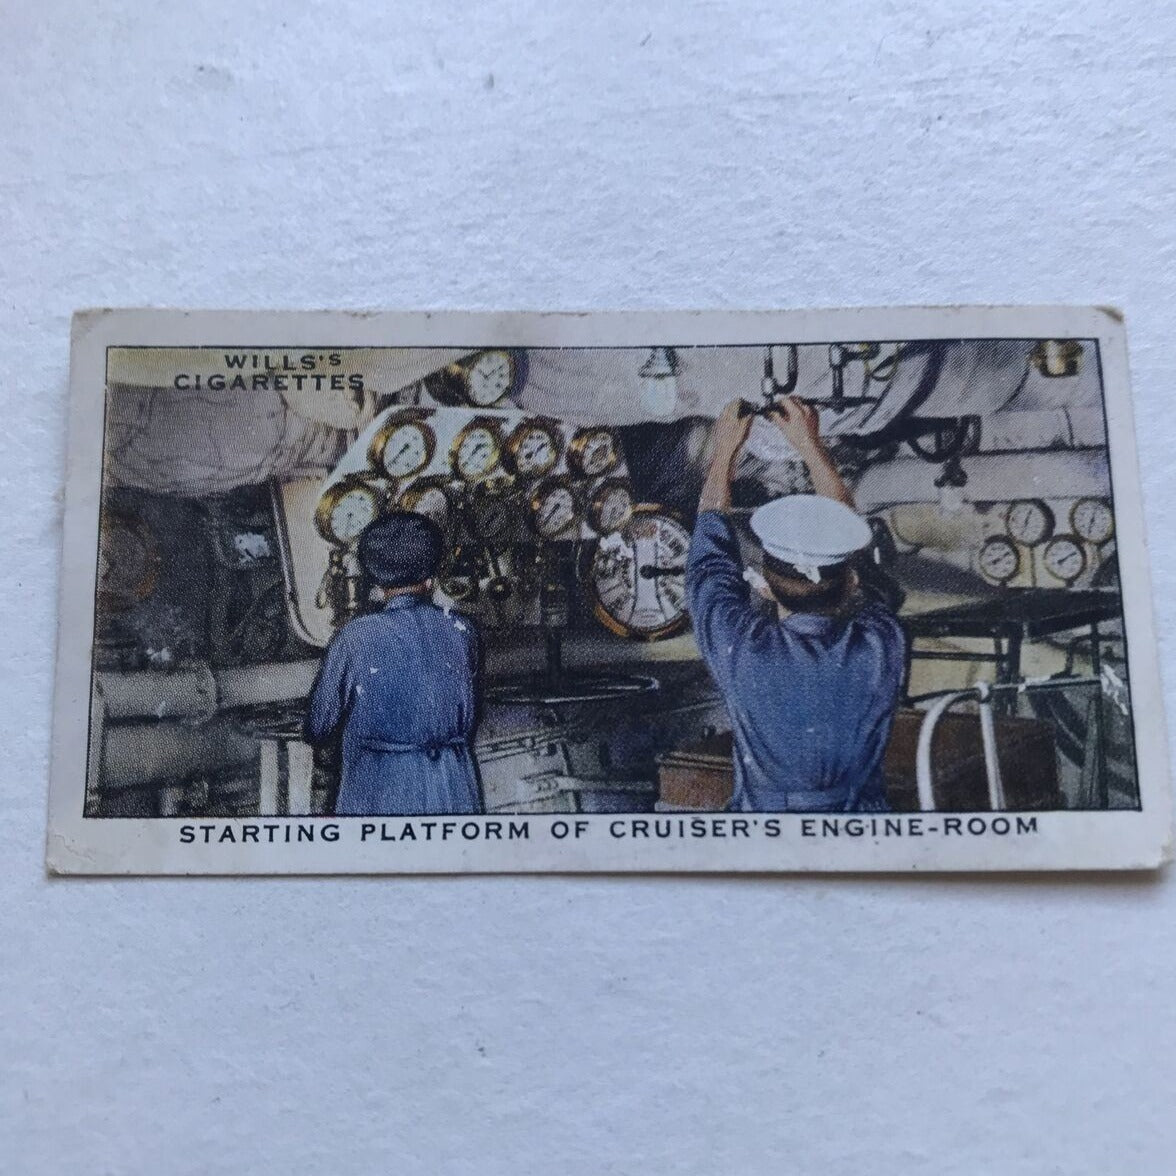 WILLS'S
CIGARETTES
STARTING PLATFORM OF CRUISER'S ENGINE-ROOM